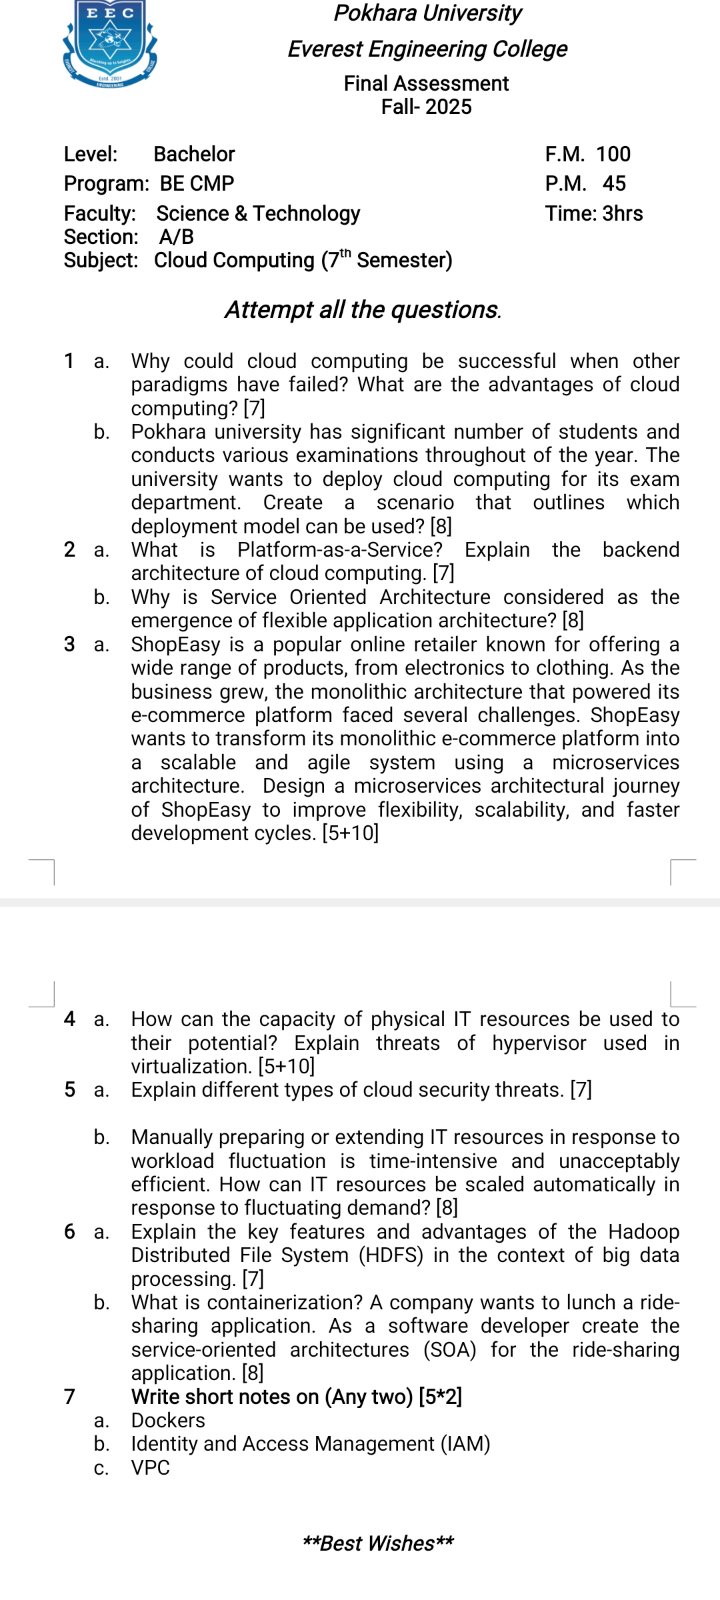 EEC
Pokhara University
Everest Engineering College
Final Assessment
Fall- 2025
Level: Bachelor
F.M. 100
Program: BE CMP
P.M. 45
Faculty: Science & Technology
Time: 3hrs
Section: A/B
Subject: Cloud Computing (7th Semester)
Attempt all the questions.
1 a. Why could cloud computing be successful when other
paradigms have failed? What are the advantages of cloud
computing? [7]
b. Pokhara university has significant number of students and
conducts various examinations throughout of the year. The
university wants to deploy cloud computing for its exam
department. Create a scenario that outlines which
deployment model can be used? [8]
2 a. What is Platform-as-a-Service? Explain the backend
architecture of cloud computing. [7]
b. Why is Service Oriented Architecture considered as the
emergence of flexible application architecture? [8]
3 a. ShopEasy is a popular online retailer known for offering a
wide range of products, from electronics to clothing. As the
business grew, the monolithic architecture that powered its
e-commerce platform faced several challenges. ShopEasy
wants to transform its monolithic e-commerce platform into
a scalable and agile system using a microservices
architecture. Design a microservices architectural journey
of ShopEasy to improve flexibility, scalability, and faster
development cycles. [5+10]
4 a. How can the capacity of physical IT resources be used to
their potential? Explain threats of hypervisor used in
virtualization. [5+10]
5 a. Explain different types of cloud security threats. [7]
b. Manually preparing or extending IT resources in response to
workload fluctuation is time-intensive and unacceptably
efficient. How can IT resources be scaled automatically in
response to fluctuating demand? [8]
6 a. Explain the key features and advantages of the Hadoop
Distributed File System (HDFS) in the context of big data
processing. [7]
b. What is containerization? A company wants to lunch a ride-
sharing application. As a software developer create the
service-oriented architectures (SOA) for the ride-sharing
application. [8]
7 Write short notes on (Any two) [5*2]
a. Dockers
b. Identity and Access Management (IAM)
c. VPC
**Best Wishes**